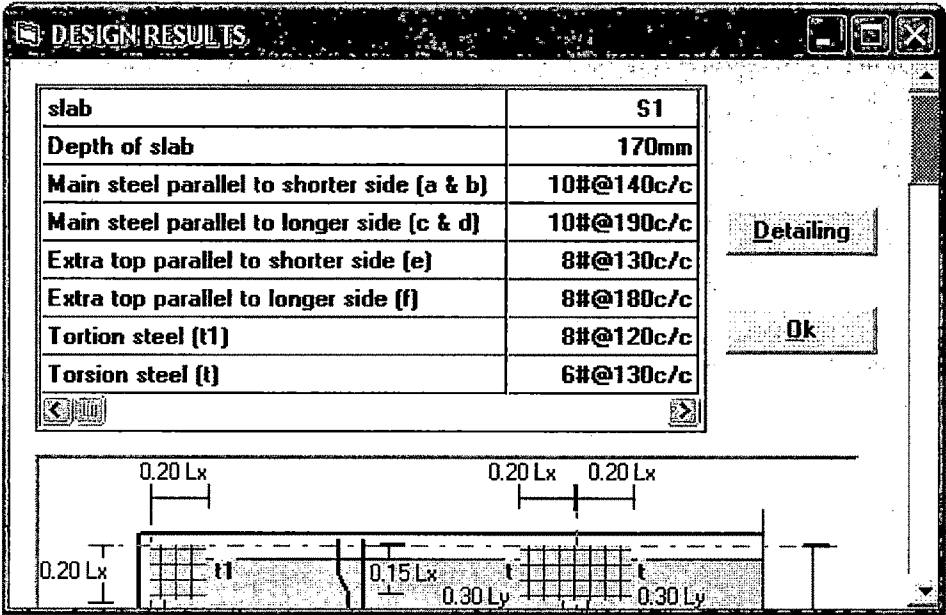 DESIGN RESULTS
slab S1
Depth of slab 170mm
Main steel parallel to shorter side (a & b) 10#@140c/c
Main steel parallel to longer side (c & d) 10#@190c/c
Extra top parallel to shorter side (e) 8#@130c/c
Extra top parallel to longer side (f) 8#@180c/c
Tortion steel (t1) 8#@120c/c
Torsion steel (t) 6#@130c/c
Detailing
Ok
0.20 Lx 0.20 Lx 0.20 Lx
0.20 Lx t1 0.15 Lx t t
0.30 Ly 0.30 Ly